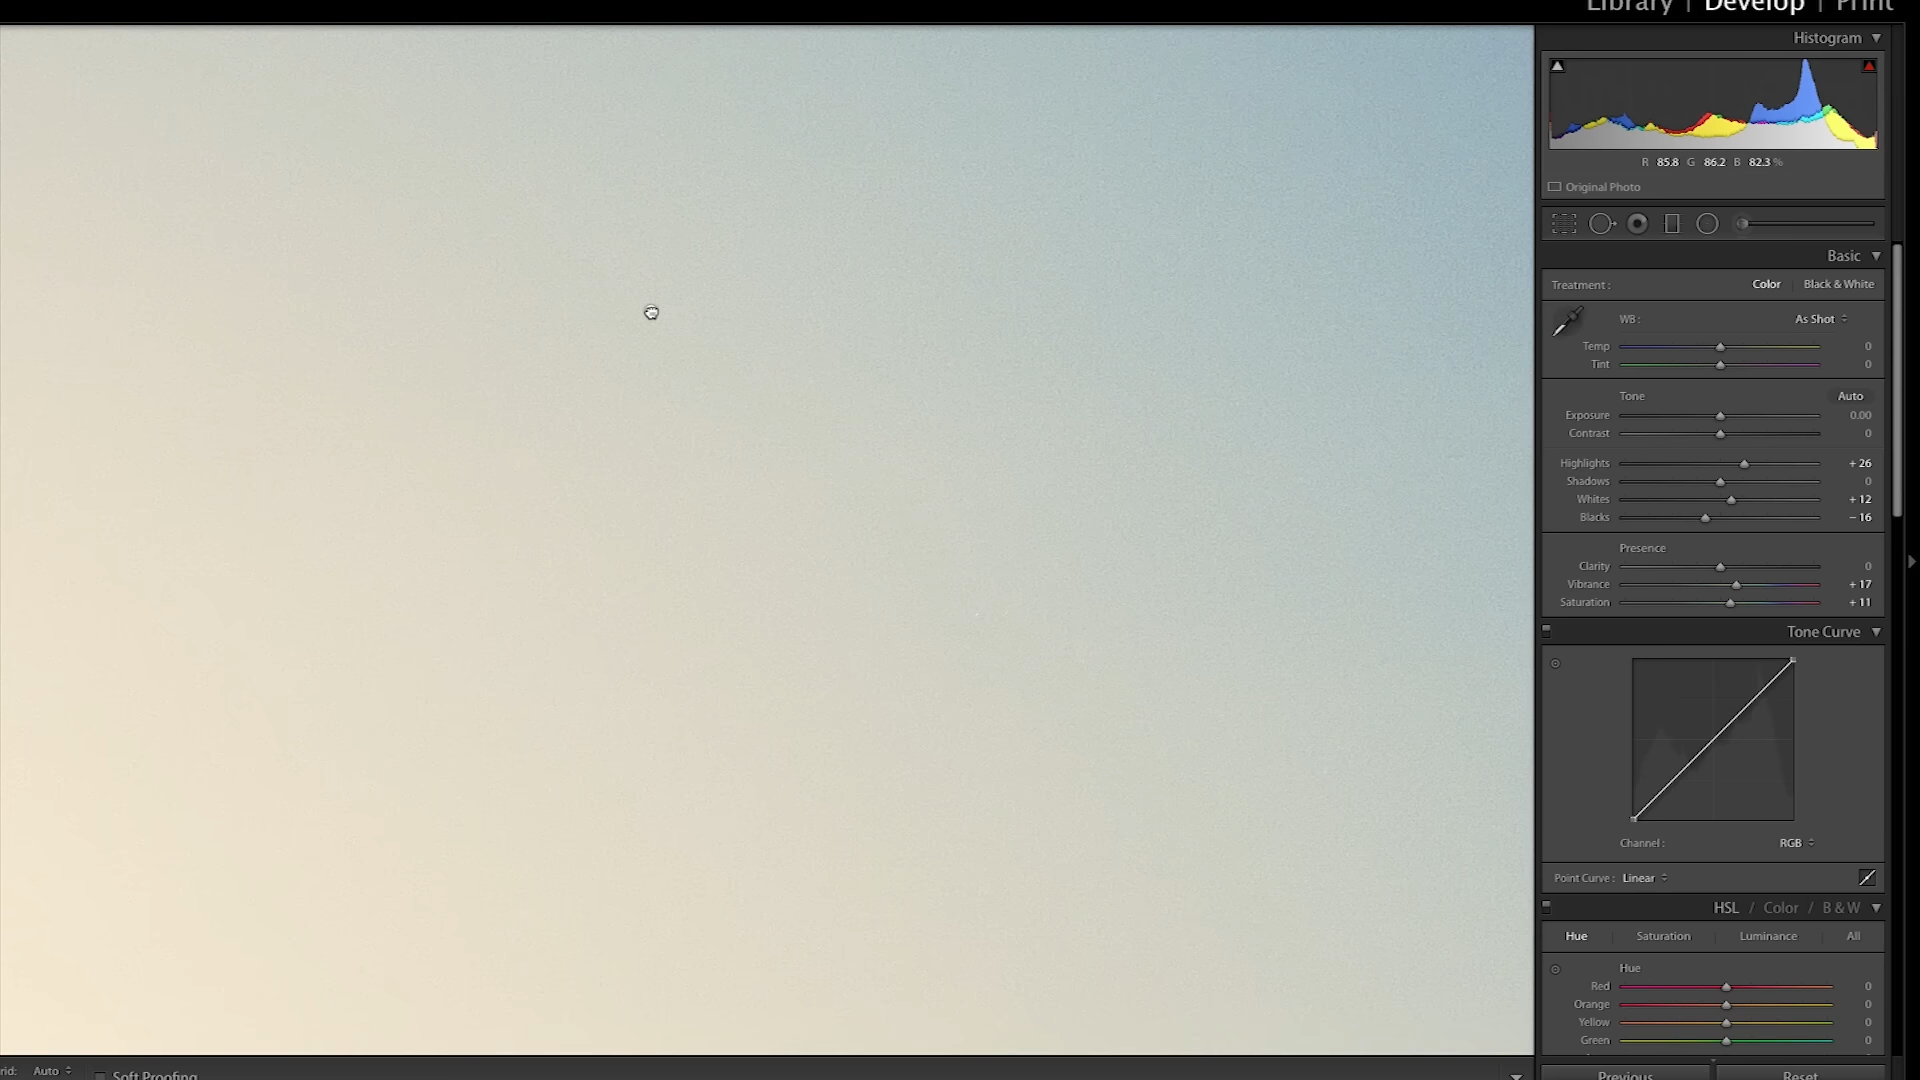 Library | Develop | Print
Histogram
R 85.8 G 86.2 B 82.3 %
Original Photo
Basic
Treatment : Color Black & White
WB : As Shot
Temp 0
Tint 0
Tone Auto
Exposure 0.00
Contrast 0
Highlights + 26
Shadows 0
Whites + 12
Blacks − 16
Presence
Clarity 0
Vibrance + 17
Saturation + 11
Tone Curve
Channel : RGB
Point Curve : Linear
HSL / Color / B & W
Hue Saturation Luminance All
Hue
Red 0
Orange 0
Yellow 0
Green 0
rid: Auto Soft Proofing
Previous Reset